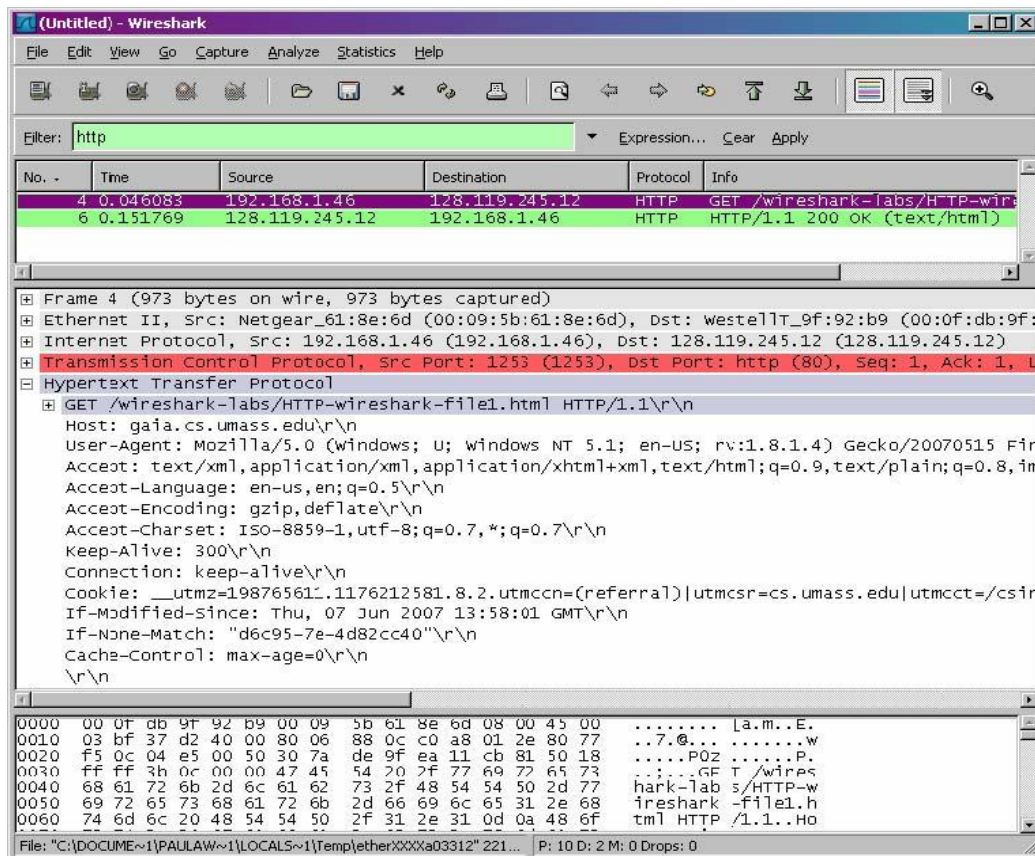 (Untitled) - Wireshark
File Edit View Go Capture Analyze Statistics Help
Filter: http Expression... Clear Apply
No. . Time Source Destination Protocol Info
4 0.046083 192.168.1.46 128.119.245.12 HTTP GET /wireshark-labs/HTTP-wire
6 0.151769 128.119.245.12 192.168.1.46 HTTP HTTP/1.1 200 OK (text/html)
Frame 4 (973 bytes on wire, 973 bytes captured)
Ethernet II, Src: Netgear_61:8e:6d (00:09:5b:61:8e:6d), Dst: WestellT_9f:92:b9 (00:0f:db:9f:
Internet Protocol, Src: 192.168.1.46 (192.168.1.46), Dst: 128.119.245.12 (128.119.245.12)
Transmission Control Protocol, Src Port: 1253 (1253), Dst Port: http (80), Seq: 1, Ack: 1, L
Hypertext Transfer Protocol
GET /wireshark-labs/HTTP-wireshark-file1.html HTTP/1.1\r\n
Host: gaia.cs.umass.edu\r\n
User-Agent: Mozilla/5.0 (Windows; U; Windows NT 5.1; en-US; rv:1.8.1.4) Gecko/20070515 Fir
Accept: text/xml,application/xml,application/xhtml+xml,text/html;q=0.9,text/plain;q=0.8,im
Accept-Language: en-us,en;q=0.5\r\n
Accept-Encoding: gzip,deflate\r\n
Accept-Charset: ISO-8859-1,utf-8;q=0.7,*;q=0.7\r\n
Keep-Alive: 300\r\n
Connection: keep-alive\r\n
Cookie: __utmz=198765611.1176212581.8.2.utmccn=(referral)|utmcsr=cs.umass.edu|utmcct=/csin
If-Modified-Since: Thu, 07 Jun 2007 13:58:01 GMT\r\n
If-None-Match: "d6c95-7e-4d82cc40"\r\n
Cache-Control: max-age=0\r\n
\r\n
0000 00 0f db 9f 92 b9 00 09 5b 61 8e 6d 08 00 45 00 ........ [a.m..E.
0010 03 bf 37 d2 40 00 80 06 88 0c c0 a8 01 2e 80 77 ..7.@... .......w
0020 f5 0c 04 e5 00 50 30 7a de 9f ea 11 cb 81 50 18 .....P0z ......P.
0030 ff ff 3b 0c 00 00 47 45 54 20 2f 77 69 72 65 73 ..;...GE T /wires
0040 68 61 72 6b 2d 6c 61 62 73 2f 48 54 54 50 2d 77 hark-lab s/HTTP-w
0050 69 72 65 73 68 61 72 6b 2d 66 69 6c 65 31 2e 68 ireshark -file1.h
0060 74 6d 6c 20 48 54 54 50 2f 31 2e 31 0d 0a 48 6f tml HTTP /1.1..Ho
File: "C:\DOCUME~1\PAULAW~1\LOCALS~1\Temp\etherXXXXa03312" 221... P: 10 D: 2 M: 0 Drops: 0